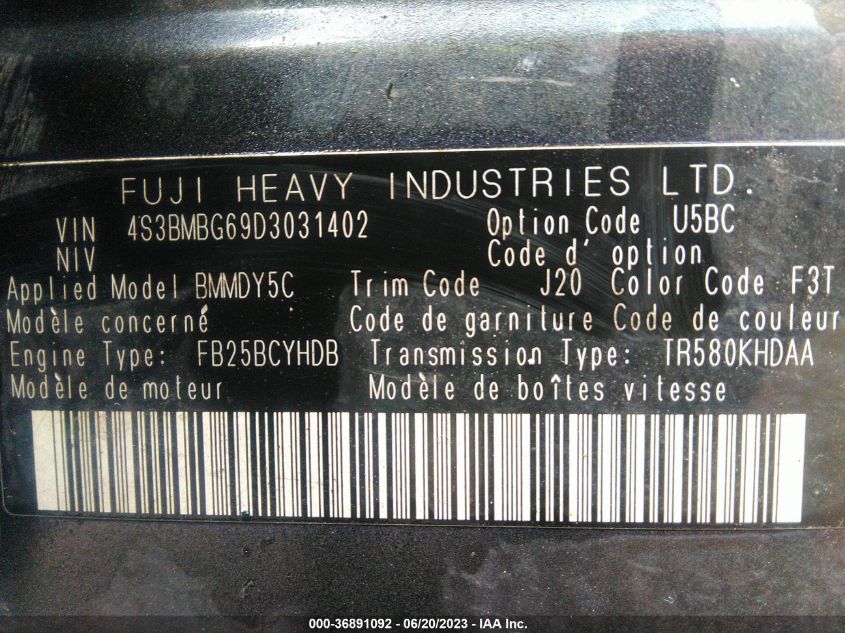 FUJI HEAVY INDUSTRIES LTD.
VIN 4S3BMBG69D3031402 Option Code U5BC
NIV Code d' option
Applied Model BMMDY5C Trim Code J20 Color Code F3T
Modèle concerné Code de garniture Code de couleur
Engine Type: FB25BCYHDB Transmission Type: TR580KHDAA
Modèle de moteur Modèle de boîtes vitesse
000-36891092 - 06/20/2023 - IAA Inc.